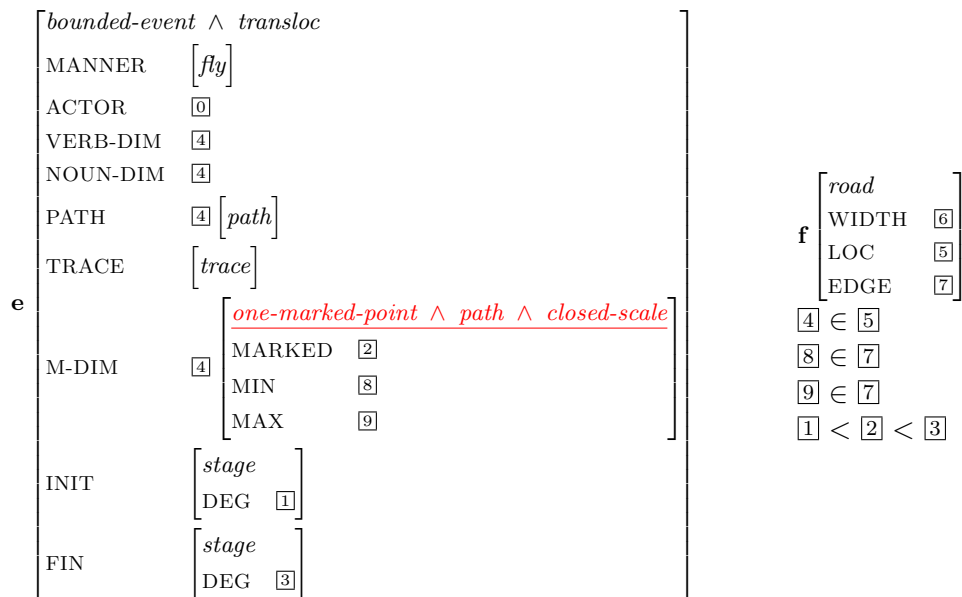 bounded-event ∧ transloc
MANNER [fly]
ACTOR 0
VERB-DIM 4
NOUN-DIM 4
PATH 4 [path]
TRACE [trace]
e
M-DIM 4
one-marked-point ∧ path ∧ closed-scale
MARKED 2
MIN 8
MAX 9
INIT
stage
DEG 1
FIN
stage
DEG 3
f
road
WIDTH 6
LOC 5
EDGE 7
4 ∈ 5
8 ∈ 7
9 ∈ 7
1 < 2 < 3